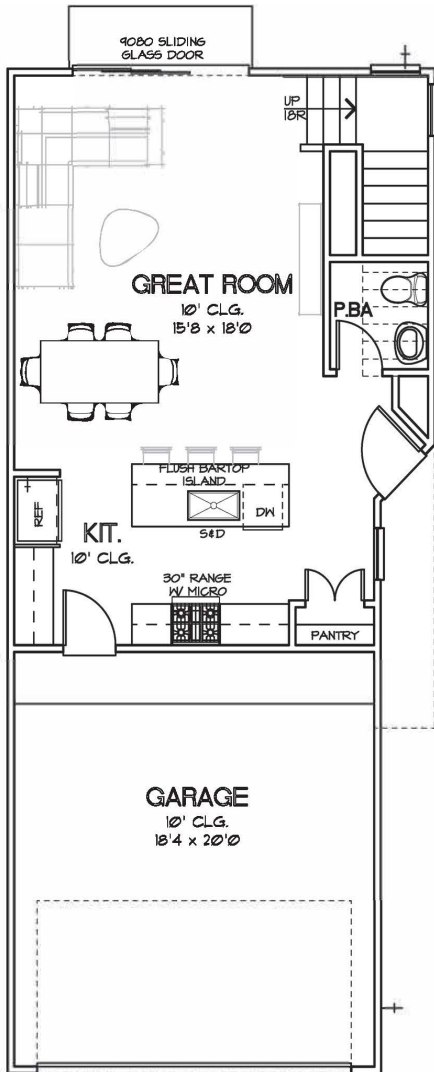 9080 SLIDING
GLASS DOOR
UP
18R
GREAT ROOM
10' CLG.
15'8 x 18'0
P.BA
FLUSH BARTOP
ISLAND
DW
S&D
REF
KIT.
10' CLG.
30" RANGE
W/ MICRO
PANTRY
GARAGE
10' CLG.
18'4 x 20'0